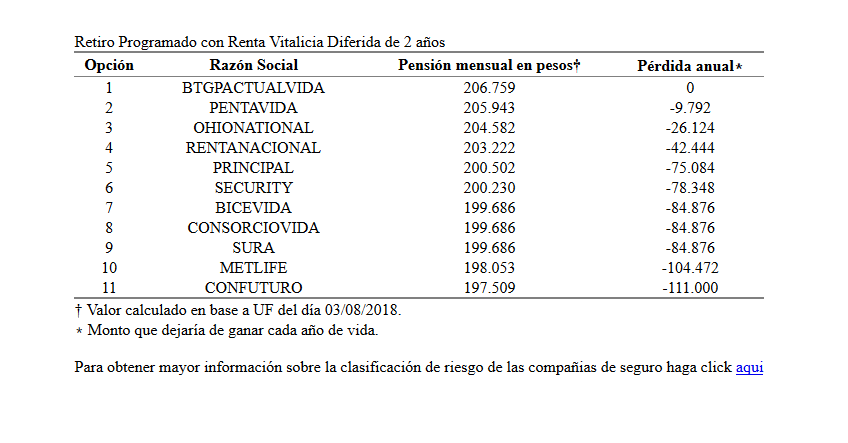 Retiro Programado con Renta Vitalicia Diferida de 2 años
Opción Razón Social Pensión mensual en pesos† Pérdida anual*
1 BTGPACTUALVIDA 206.759 0
2 PENTAVIDA 205.943 -9.792
3 OHIONATIONAL 204.582 -26.124
4 RENTANACIONAL 203.222 -42.444
5 PRINCIPAL 200.502 -75.084
6 SECURITY 200.230 -78.348
7 BICEVIDA 199.686 -84.876
8 CONSORCIOVIDA 199.686 -84.876
9 SURA 199.686 -84.876
10 METLIFE 198.053 -104.472
11 CONFUTURO 197.509 -111.000
† Valor calculado en base a UF del día 03/08/2018.
* Monto que dejaría de ganar cada año de vida.
Para obtener mayor información sobre la clasificación de riesgo de las compañias de seguro haga click aqui